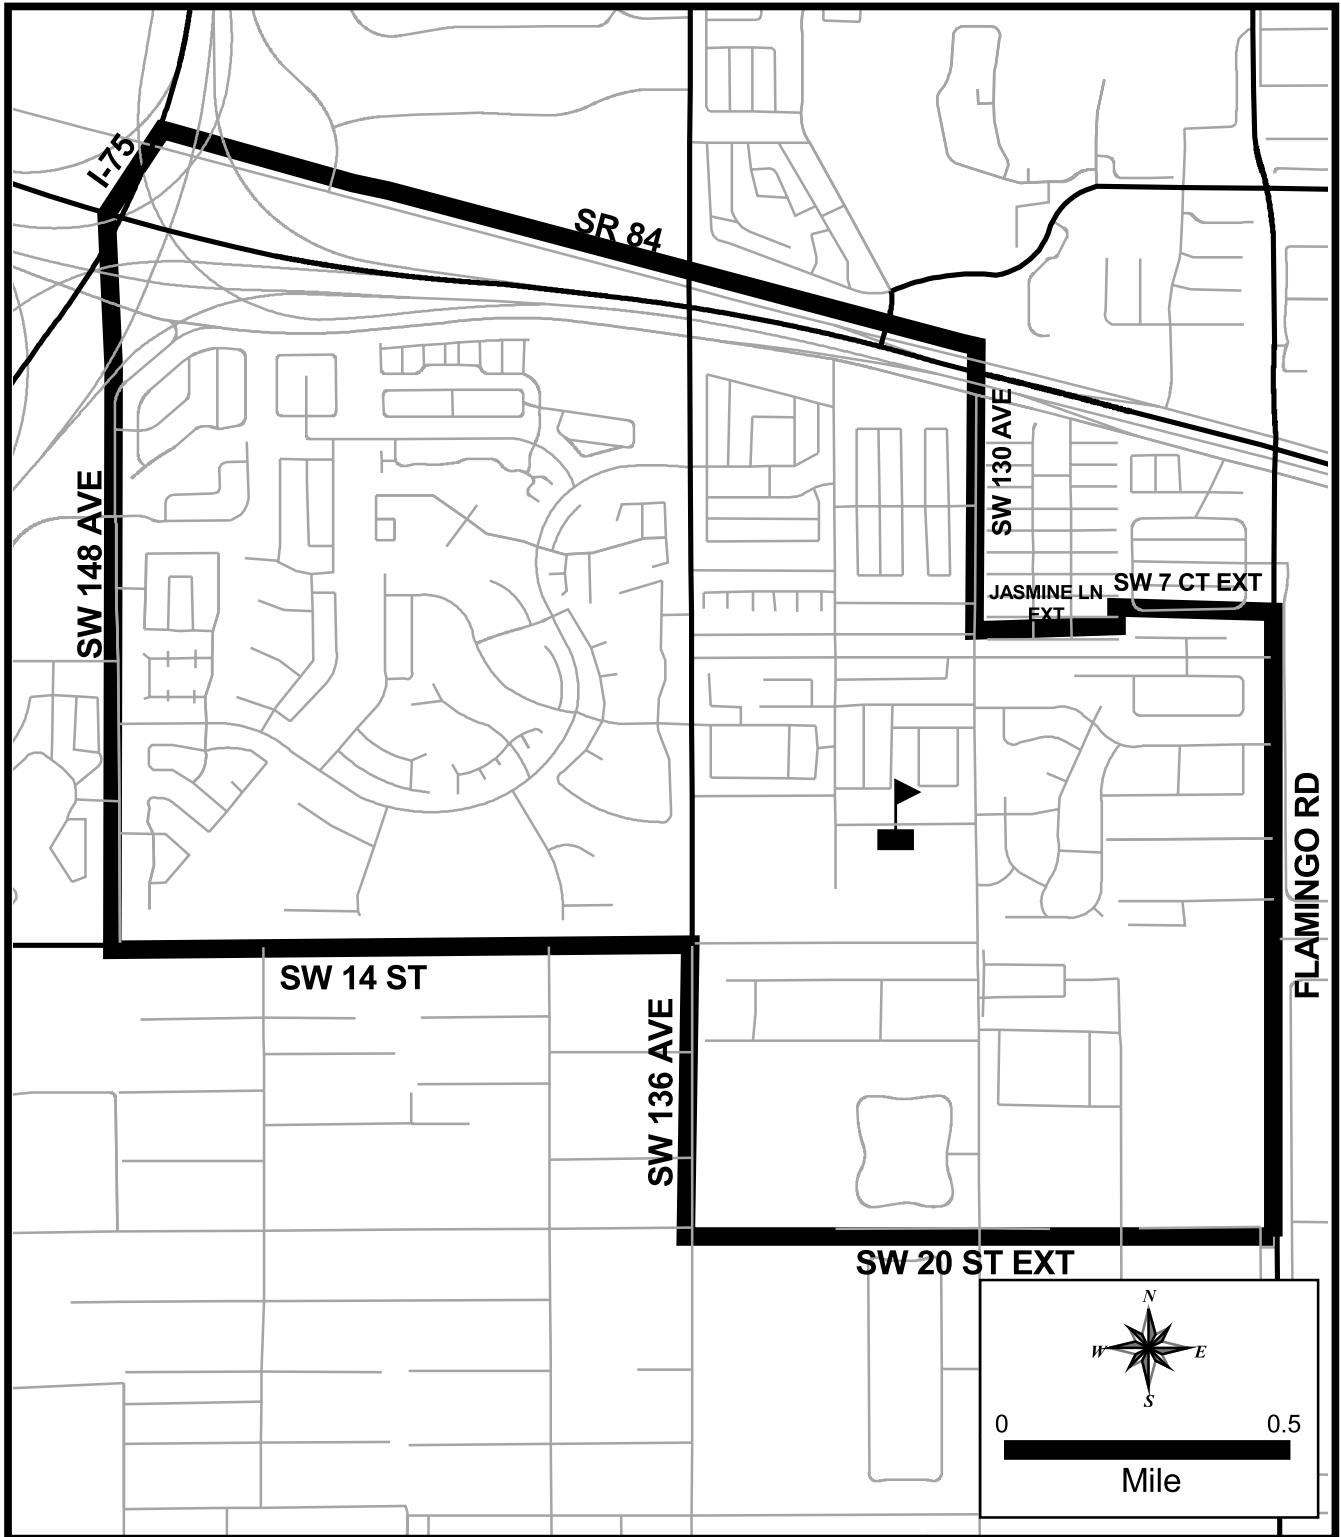 I-75
SR 84
SW 130 AVE
SW 148 AVE
SW 7 CT EXT
JASMINE LN
EXT
FLAMINGO RD
SW 14 ST
SW 136 AVE
SW 20 ST EXT
N
W
E
S
0
0.5
Mile